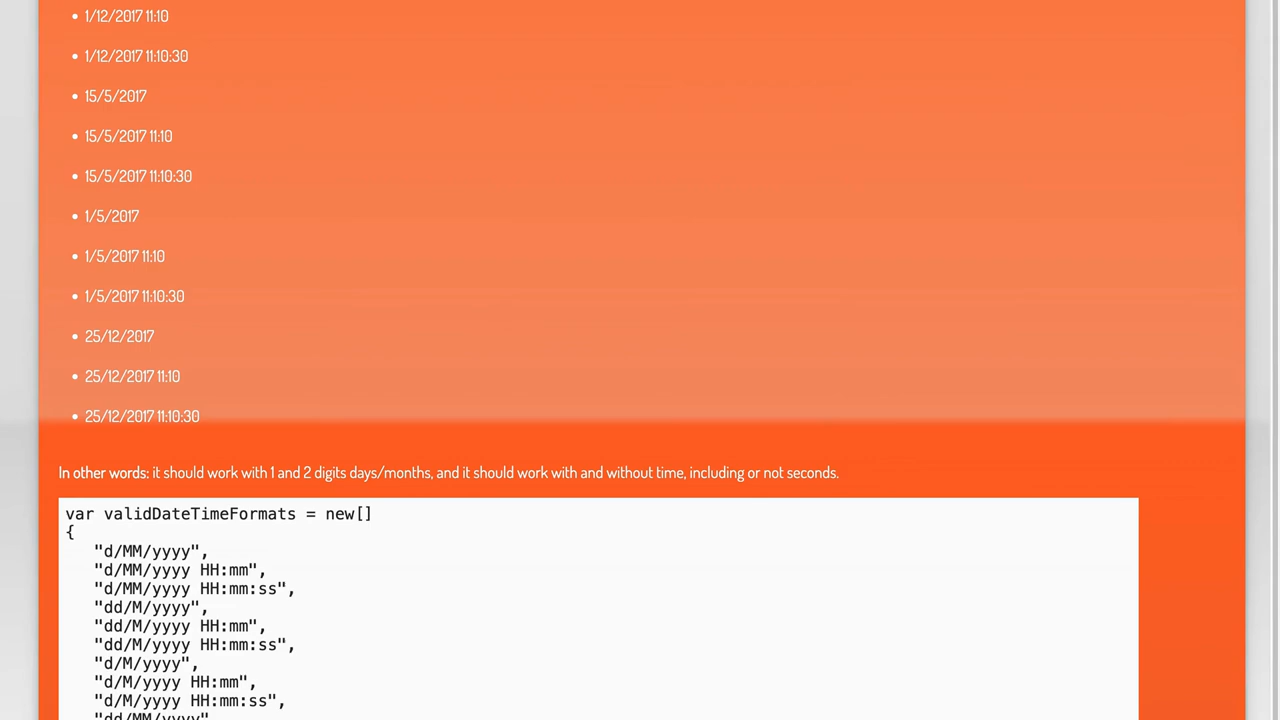 • 1/12/2017 11:10
• 1/12/2017 11:10:30
• 15/5/2017
• 15/5/2017 11:10
• 15/5/2017 11:10:30
• 1/5/2017
• 1/5/2017 11:10
• 1/5/2017 11:10:30
• 25/12/2017
• 25/12/2017 11:10
• 25/12/2017 11:10:30
In other words: it should work with 1 and 2 digits days/months, and it should work with and without time, including or not seconds.
var validDateTimeFormats = new[]
{
"d/MM/yyyy",
"d/MM/yyyy HH:mm",
"d/MM/yyyy HH:mm:ss",
"dd/M/yyyy",
"dd/M/yyyy HH:mm",
"dd/M/yyyy HH:mm:ss",
"d/M/yyyy",
"d/M/yyyy HH:mm",
"d/M/yyyy HH:mm:ss",
"dd/MM/yyyy"